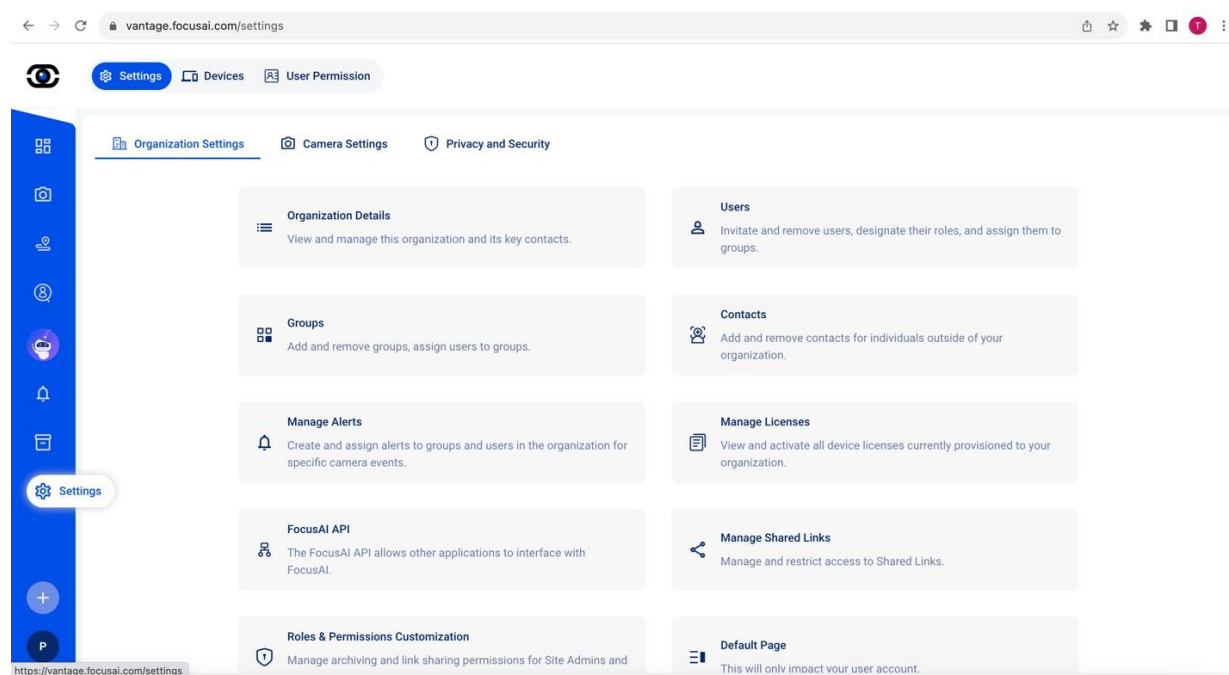 vantage.focusai.com/settings
T
Settings
Devices
User Permission
Organization Settings
Camera Settings
Privacy and Security
Organization Details
View and manage this organization and its key contacts.
Users
Invitate and remove users, designate their roles, and assign them to
groups.
Groups
Add and remove groups, assign users to groups.
Contacts
Add and remove contacts for individuals outside of your
organization.
Manage Alerts
Create and assign alerts to groups and users in the organization for
specific camera events.
Manage Licenses
View and activate all device licenses currently provisioned to your
organization.
Settings
FocusAI API
The FocusAI API allows other applications to interface with
FocusAI.
Manage Shared Links
Manage and restrict access to Shared Links.
Roles & Permissions Customization
Manage archiving and link sharing permissions for Site Admins and
Default Page
This will only impact your user account.
P
https://vantage.focusai.com/settings